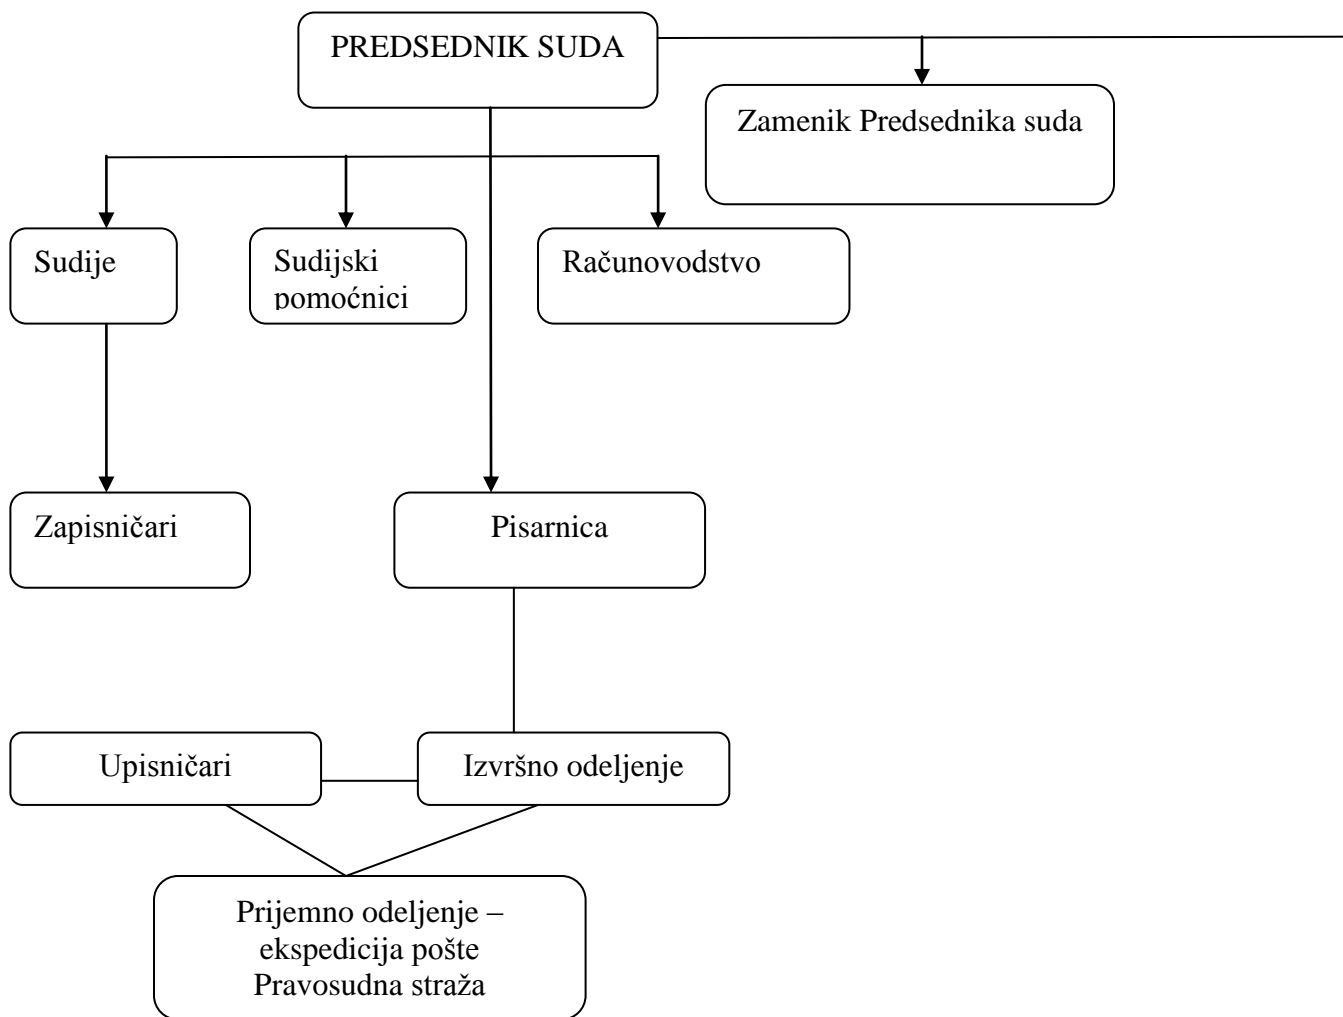 PREDSEDNIK SUDA
Zamenik Predsednika suda
Sudije
Sudijski
pomoćnici
Računovodstvo
Zapisničari
Pisarnica
Upisničari
Izvršno odeljenje
Prijemno odeljenje –
ekspedicija pošte
Pravosudna straža